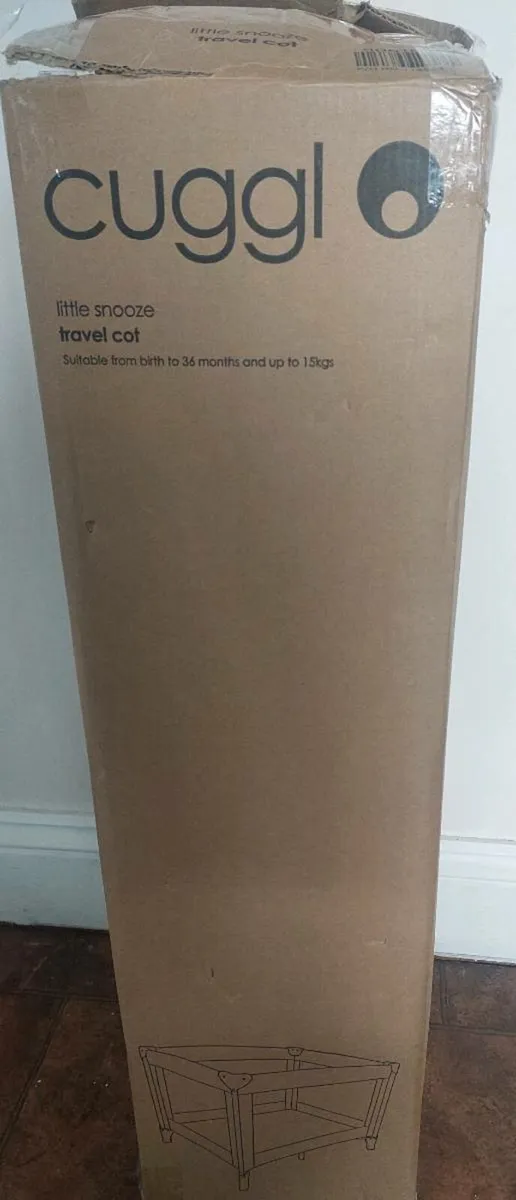 little snooze
travel cot
cuggl
little snooze
travel cot
Suitable from birth to 36 months and up to 15kgs